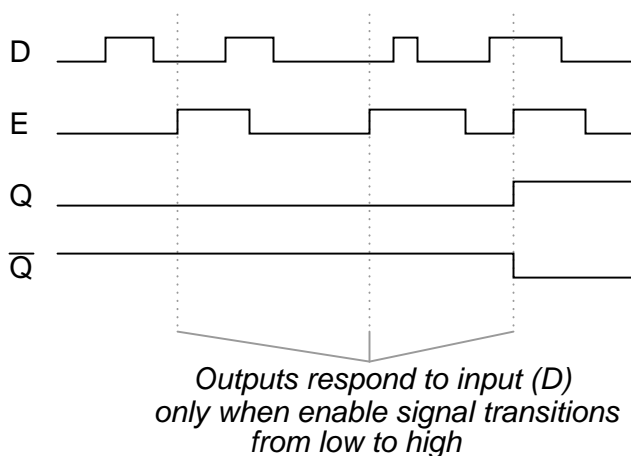 D
E
Q
Q̅
Outputs respond to input (D)
only when enable signal transitions
from low to high